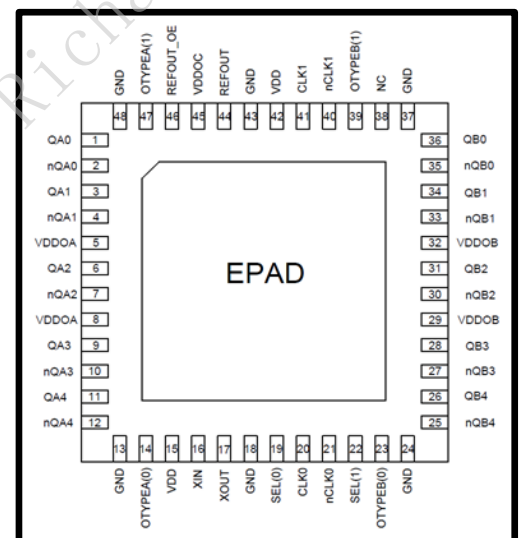 Richa
GND OTYPEA(1) REFOUT_OE VDDOC REFOUT GND VDD CLK1 nCLK1 OTYPEB(1) NC GND
48 47 46 45 44 43 42 41 40 39 38 37
QA0 1 36 QB0
nQA0 2 35 nQB0
QA1 3 34 QB1
nQA1 4 33 nQB1
VDDOA 5 32 VDDOB
QA2 6 31 QB2
EPAD
nQA2 7 30 nQB2
VDDOA 8 29 VDDOB
QA3 9 28 QB3
nQA3 10 27 nQB3
QA4 11 26 QB4
nQA4 12 25 nQB4
13 14 15 16 17 18 19 20 21 22 23 24
GND OTYPEA(0) VDD XIN XOUT GND SEL(0) CLK0 nCLK0 SEL(1) OTYPEB(0) GND